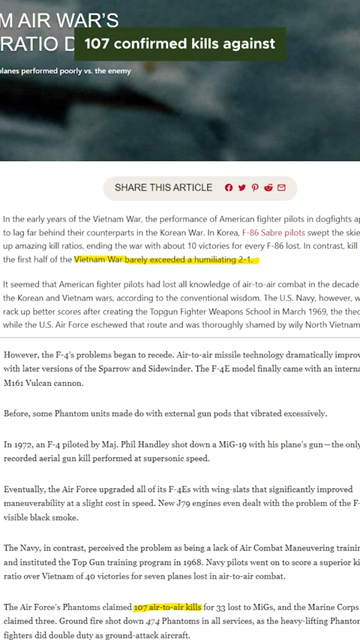 M AIR WAR'S
RATIO D
107 confirmed kills against
planes performed poorly vs. the enemy
SHARE THIS ARTICLE
In the early years of the Vietnam War, the performance of American fighter pilots in dogfights a
to lag far behind their counterparts in the Korean War. In Korea, F-86 Sabre pilots swept the skie
up amazing kill ratios, ending the war with about 10 victories for every F-86 lost. In contrast, kill
the first half of the Vietnam War barely exceeded a humiliating 2-1.
It seemed that American fighter pilots had lost all knowledge of air-to-air combat in the decade
the Korean and Vietnam wars, according to the conventional wisdom. The U.S. Navy, however, w
rack up better scores after creating the Topgun Fighter Weapons School in March 1969, the theo
while the U.S. Air Force eschewed that route and was thoroughly shamed by wily North Vietnam
However, the F-4's problems began to recede. Air-to-air missile technology dramatically improv
with later versions of the Sparrow and Sidewinder. The F-4E model finally came with an interna
M161 Vulcan cannon.
Before, some Phantom units made do with external gun pods that vibrated excessively.
In 1972, an F-4 piloted by Maj. Phil Handley shot down a MiG-19 with his plane's gun—the only
recorded aerial gun kill performed at supersonic speed.
Eventually, the Air Force upgraded all of its F-4Es with wing-slats that significantly improved
maneuverability at a slight cost in speed. New J79 engines even dealt with the problem of the F-
visible black smoke.
The Navy, in contrast, perceived the problem as being a lack of Air Combat Maneuvering traini
and instituted the Top Gun training program in 1968. Navy pilots went on to score a superior ki
ratio over Vietnam of 40 victories for seven planes lost in air-to-air combat.
The Air Force's Phantoms claimed 107 air-to-air kills for 33 lost to MiGs, and the Marine Corps
claimed three. Ground fire shot down 474 Phantoms in all services, as the heavy-lifting Phantom
fighters did double duty as ground-attack aircraft.